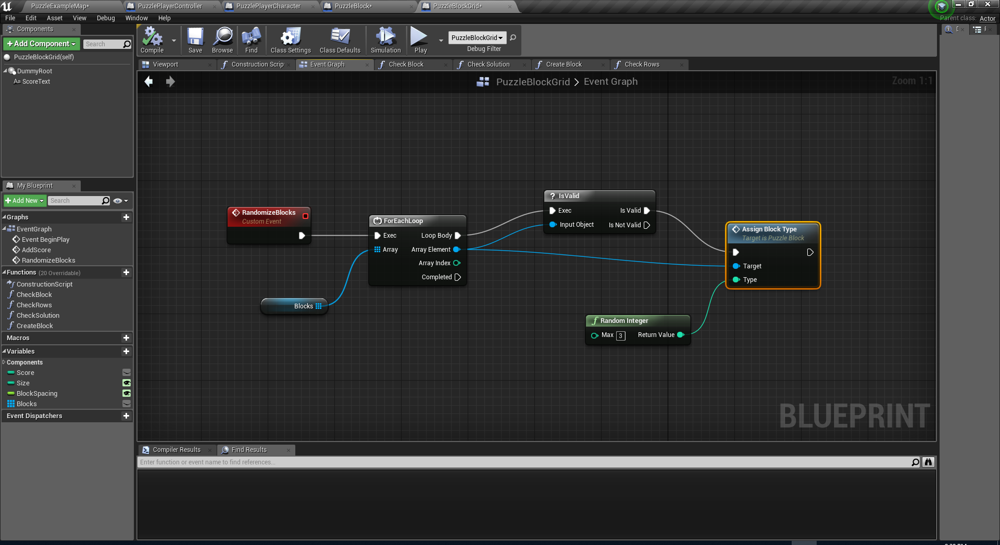 PuzzleExampleMap*
PuzzlePlayerController
PuzzlePlayerCharacter
PuzzleBlock*
PuzzleBlockGrid*
File Edit Asset View Debug Window Help
Parent class: Actor
Components
+ Add Component
Search
PuzzleBlockGrid(self)
DummyRoot
Aa ScoreText
Compile
Save
Browse
Find
Class Settings
Class Defaults
Simulation
Play
PuzzleBlockGrid
Debug Filter
Viewport
Construction Scrip
Event Graph
Check Block
Check Solution
Create Block
Check Rows
PuzzleBlockGrid > Event Graph
Zoom 1:1
My Blueprint
+ Add New
Search
Graphs
EventGraph
Event BeginPlay
AddScore
RandomizeBlocks
Functions (20 Overridable)
ConstructionScript
CheckBlock
CheckRows
CheckSolution
CreateBlock
Macros
Variables
Components
Score
Size
BlockSpacing
Blocks
Event Dispatchers
RandomizeBlocks
Custom Event
ForEachLoop
Exec Loop Body
Array Array Element
Array Index
Completed
Blocks
? IsValid
Exec Is Valid
Input Object Is Not Valid
Assign Block Type
Target is Puzzle Block
Target
Type
Random Integer
Max 3 Return Value
BLUEPRINT
Compiler Results
Find Results
Enter function or event name to find references...